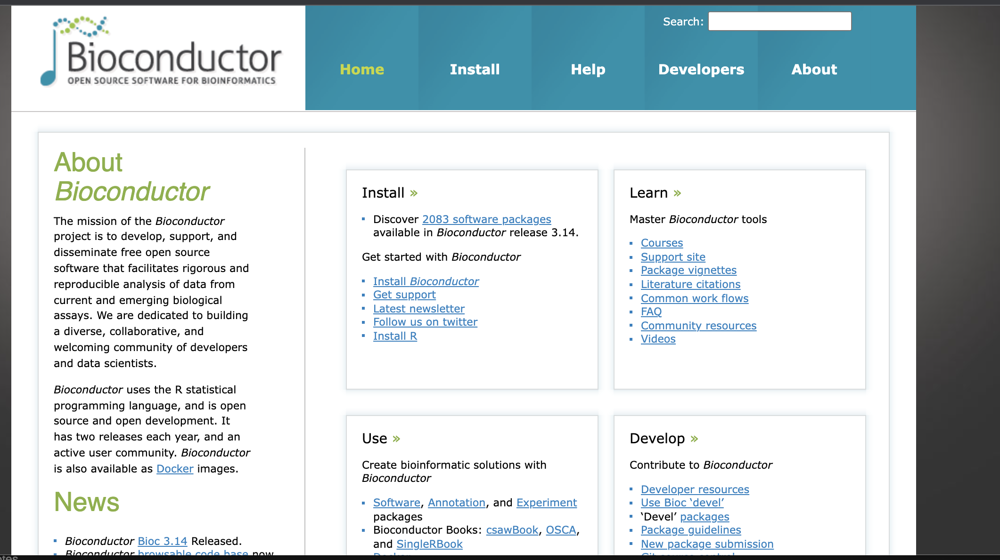 Bioconductor
OPEN SOURCE SOFTWARE FOR BIOINFORMATICS
Search:
Home Install Help Developers About
About
Bioconductor
The mission of the Bioconductor
project is to develop, support, and
disseminate free open source
software that facilitates rigorous and
reproducible analysis of data from
current and emerging biological
assays. We are dedicated to building
a diverse, collaborative, and
welcoming community of developers
and data scientists.
Bioconductor uses the R statistical
programming language, and is open
source and open development. It
has two releases each year, and an
active user community. Bioconductor
is also available as Docker images.
News
▪ Bioconductor Bioc 3.14 Released.
▪ Bioconductor browsable code base now
Install »
▪ Discover 2083 software packages
available in Bioconductor release 3.14.
Get started with Bioconductor
▪ Install Bioconductor
▪ Get support
▪ Latest newsletter
▪ Follow us on twitter
▪ Install R
Learn »
Master Bioconductor tools
▪ Courses
▪ Support site
▪ Package vignettes
▪ Literature citations
▪ Common work flows
▪ FAQ
▪ Community resources
▪ Videos
Use »
Create bioinformatic solutions with
Bioconductor
▪ Software, Annotation, and Experiment
packages
▪ Bioconductor Books: csawBook, OSCA,
and SingleRBook
Develop »
Contribute to Bioconductor
▪ Developer resources
▪ Use Bioc ‘devel’
▪ ‘Devel’ packages
▪ Package guidelines
▪ New package submission